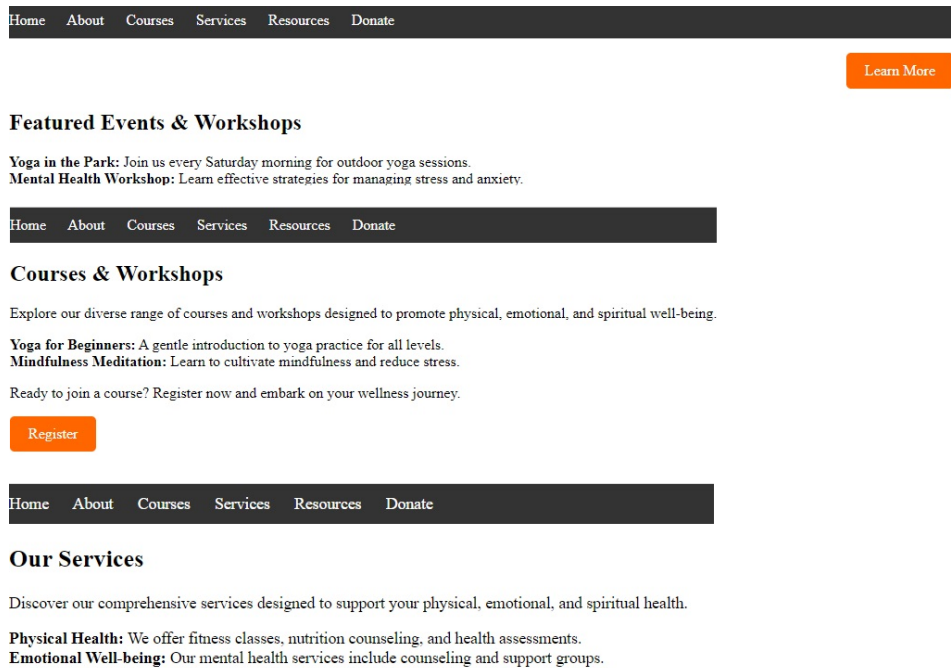 Home About Courses Services Resources Donate
Learn More
Featured Events & Workshops
Yoga in the Park: Join us every Saturday morning for outdoor yoga sessions.
Mental Health Workshop: Learn effective strategies for managing stress and anxiety.
Home About Courses Services Resources Donate
Courses & Workshops
Explore our diverse range of courses and workshops designed to promote physical, emotional, and spiritual well-being.
Yoga for Beginners: A gentle introduction to yoga practice for all levels.
Mindfulness Meditation: Learn to cultivate mindfulness and reduce stress.
Ready to join a course? Register now and embark on your wellness journey.
Register
Home About Courses Services Resources Donate
Our Services
Discover our comprehensive services designed to support your physical, emotional, and spiritual health.
Physical Health: We offer fitness classes, nutrition counseling, and health assessments.
Emotional Well-being: Our mental health services include counseling and support groups.